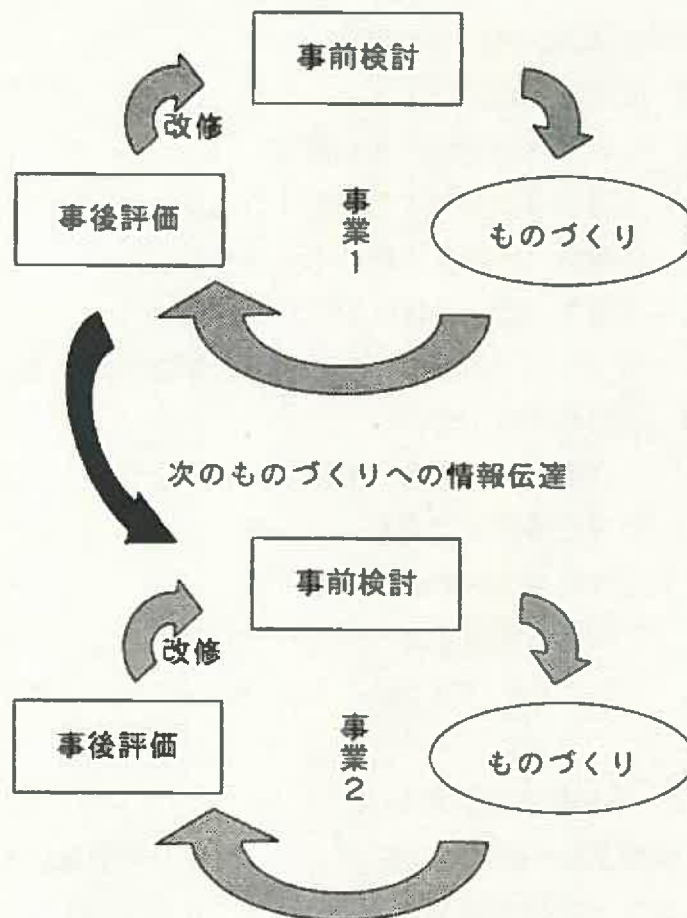 事前検討
改修
事後評価
事業1
ものづくり
次のものづくりへの情報伝達
事前検討
改修
事後評価
事業2
ものづくり